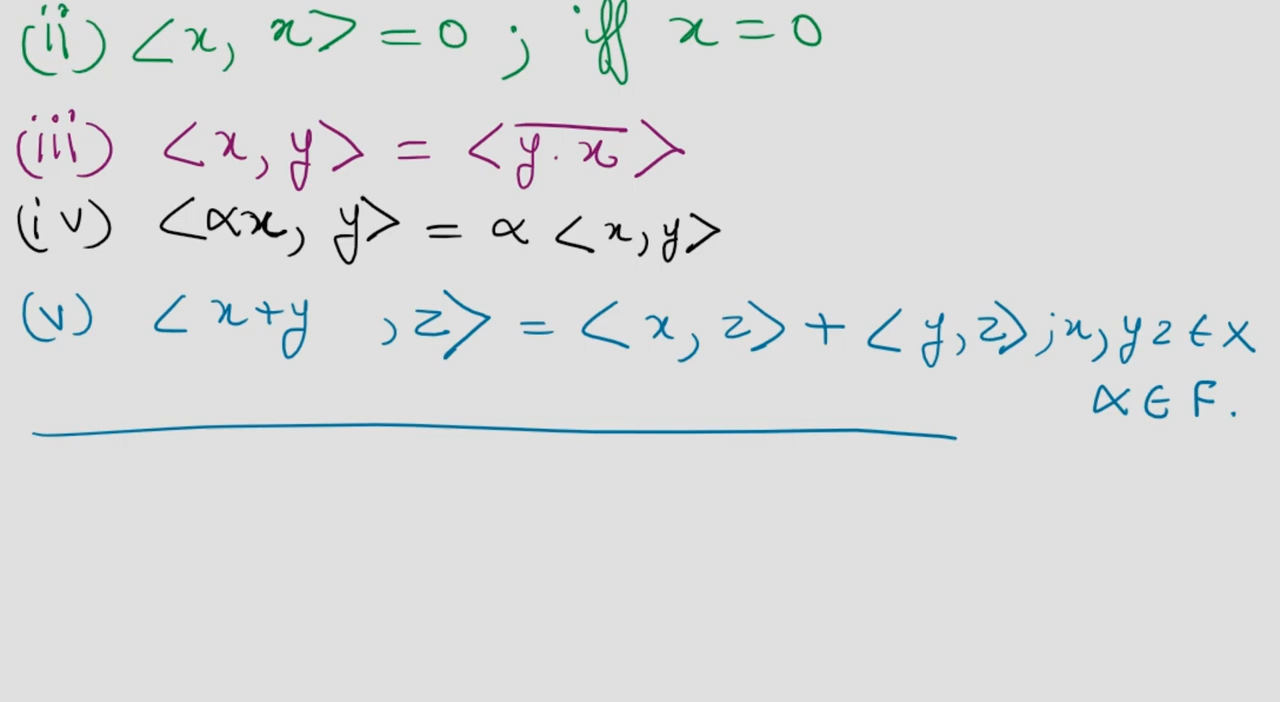 (ii) <x, x> = 0 ; iff x = 0
(iii) <x, y> = <\overline{y . x}>
(iv) <αx, y> = α <x, y>
(v) <x+y , z> = <x, z> + <y, z> ; x, y z ∈ X
α ∈ F.